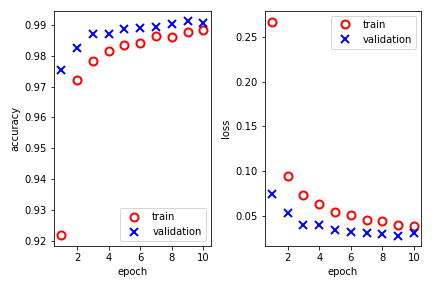 0.99
0.98
0.97
0.96
0.95
0.94
0.93
0.92
accuracy
2
4
6
8
10
epoch
train
validation
0.25
0.20
0.15
0.10
0.05
loss
2
4
6
8
10
epoch
train
validation